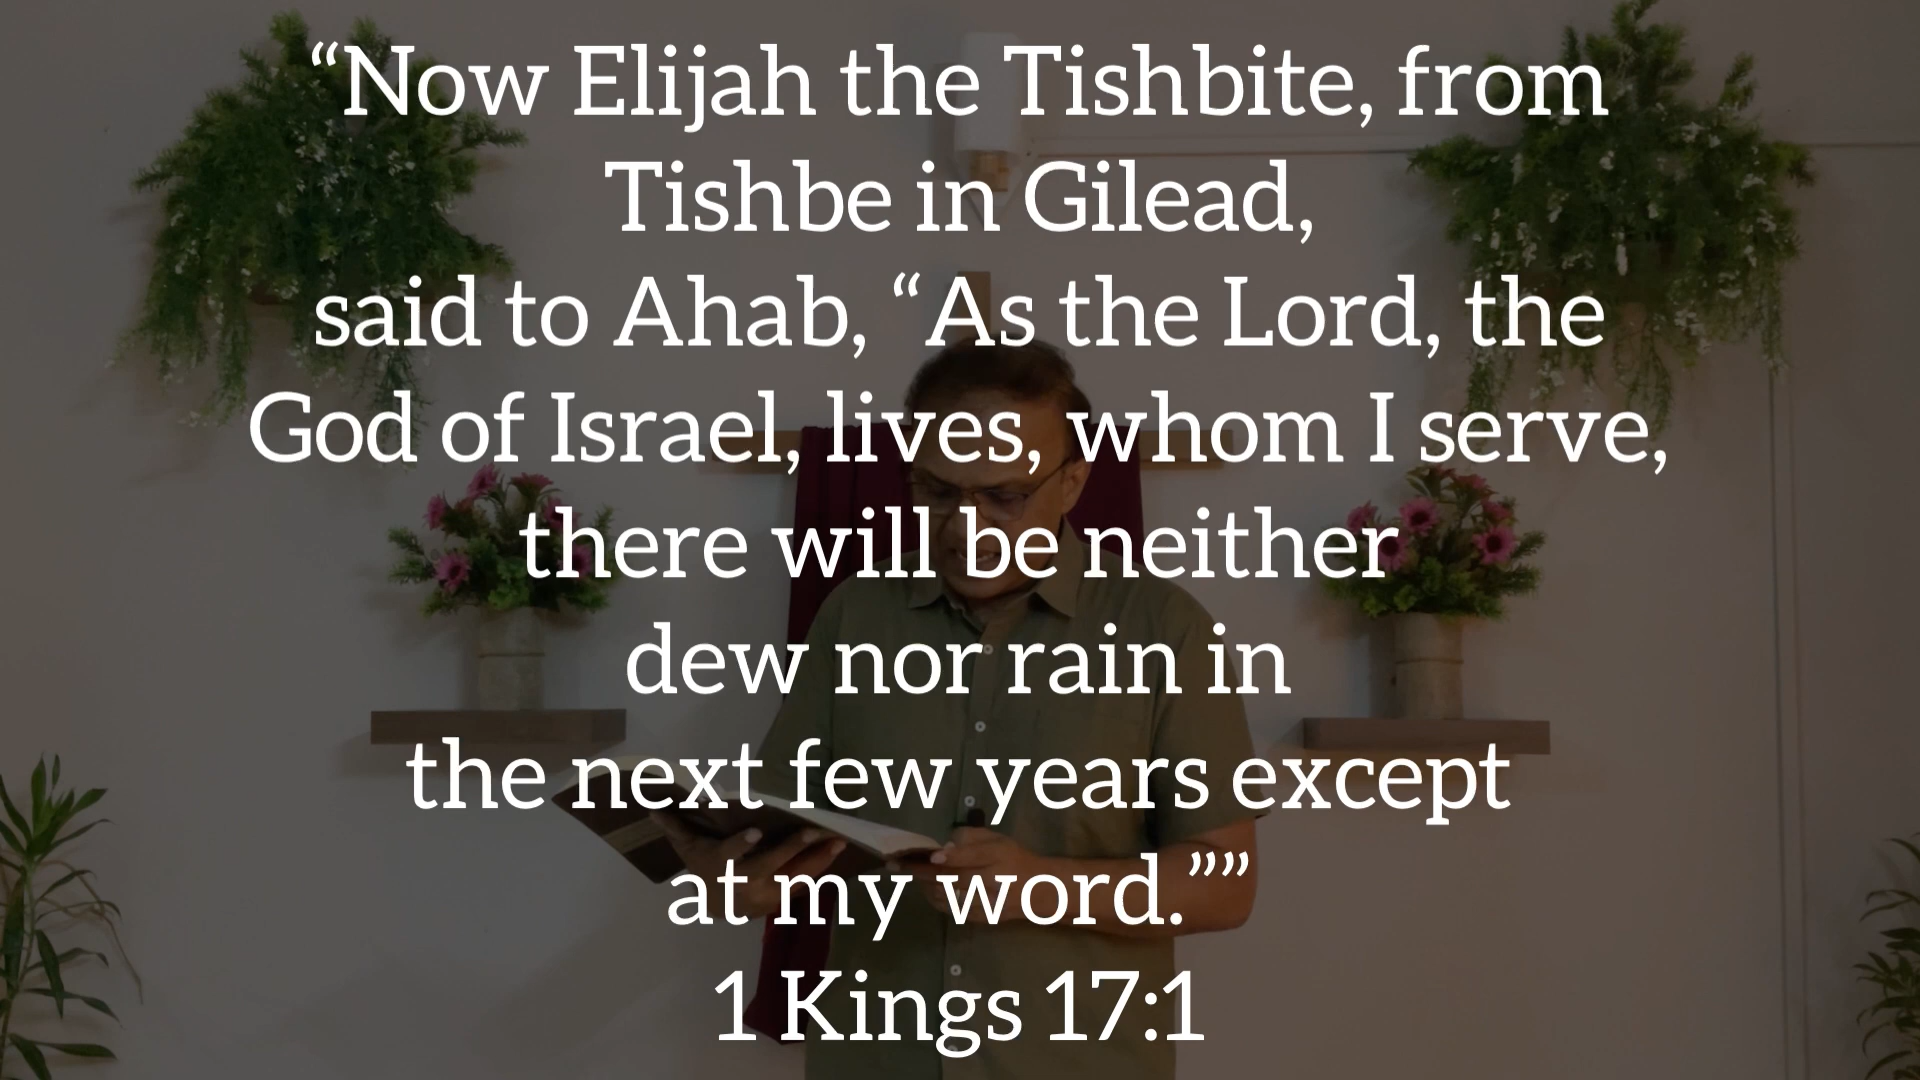 “Now Elijah the Tishbite, from
Tishbe in Gilead,
said to Ahab, “As the Lord, the
God of Israel, lives, whom I serve,
there will be neither
dew nor rain in
the next few years except
at my word.””
1 Kings 17:1